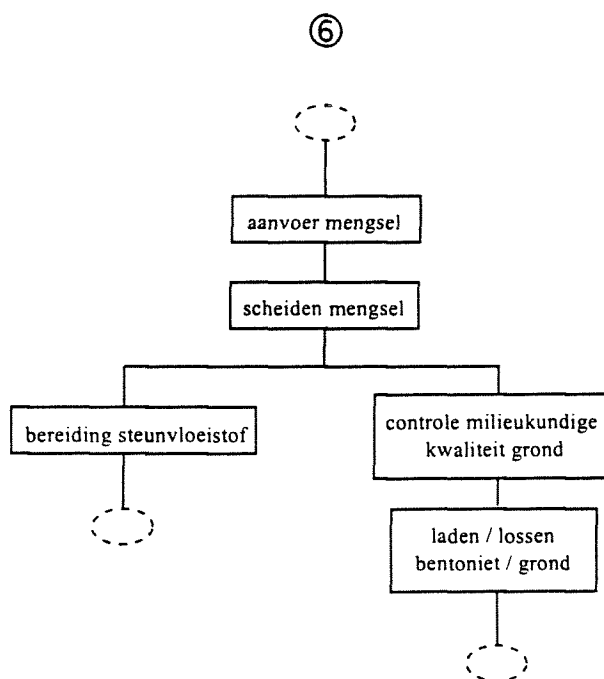 ⑥
aanvoer mengsel
scheiden mengsel
bereiding steunvloeistof
controle milieukundige
kwaliteit grond
laden / lossen
bentoniet / grond